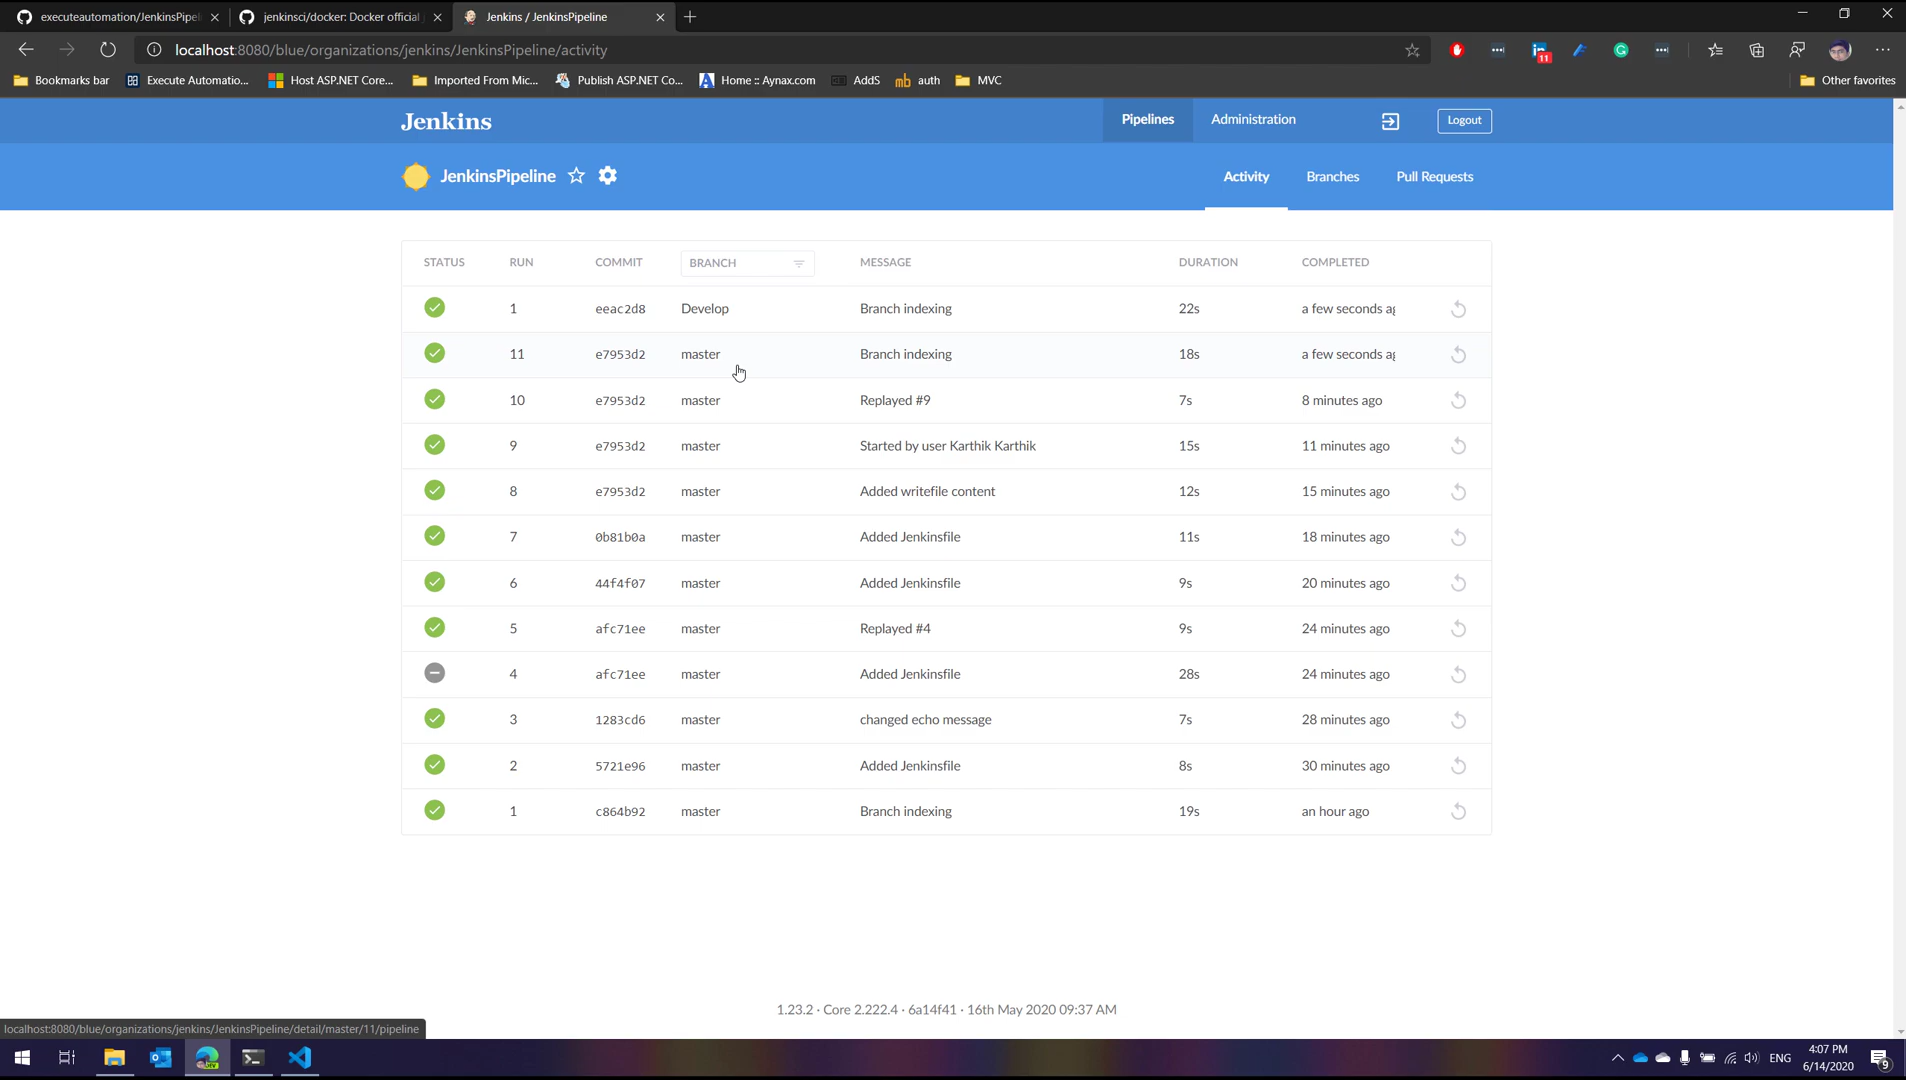 executeautomation/JenkinsPipel
jenkinsci/docker: Docker official
Jenkins / JenkinsPipeline
localhost:8080/blue/organizations/jenkins/JenkinsPipeline/activity
11
Bookmarks bar
Execute Automatio...
Host ASP.NET Core...
Imported From Mic...
Publish ASP.NET Co...
Home :: Aynax.com
AddS
auth
MVC
Other favorites
Jenkins
Pipelines
Administration
Logout
JenkinsPipeline
Activity
Branches
Pull Requests
STATUS RUN COMMIT BRANCH MESSAGE DURATION COMPLETED
1 eeac2d8 Develop Branch indexing 22s a few seconds ag
11 e7953d2 master Branch indexing 18s a few seconds ag
10 e7953d2 master Replayed #9 7s 8 minutes ago
9 e7953d2 master Started by user Karthik Karthik 15s 11 minutes ago
8 e7953d2 master Added writefile content 12s 15 minutes ago
7 0b81b0a master Added Jenkinsfile 11s 18 minutes ago
6 44f4f07 master Added Jenkinsfile 9s 20 minutes ago
5 afc71ee master Replayed #4 9s 24 minutes ago
4 afc71ee master Added Jenkinsfile 28s 24 minutes ago
3 1283cd6 master changed echo message 7s 28 minutes ago
2 5721e96 master Added Jenkinsfile 8s 30 minutes ago
1 c864b92 master Branch indexing 19s an hour ago
1.23.2 · Core 2.222.4 · 6a14f41 · 16th May 2020 09:37 AM
localhost:8080/blue/organizations/jenkins/JenkinsPipeline/detail/master/11/pipeline
ENG
4:07 PM
6/14/2020
9